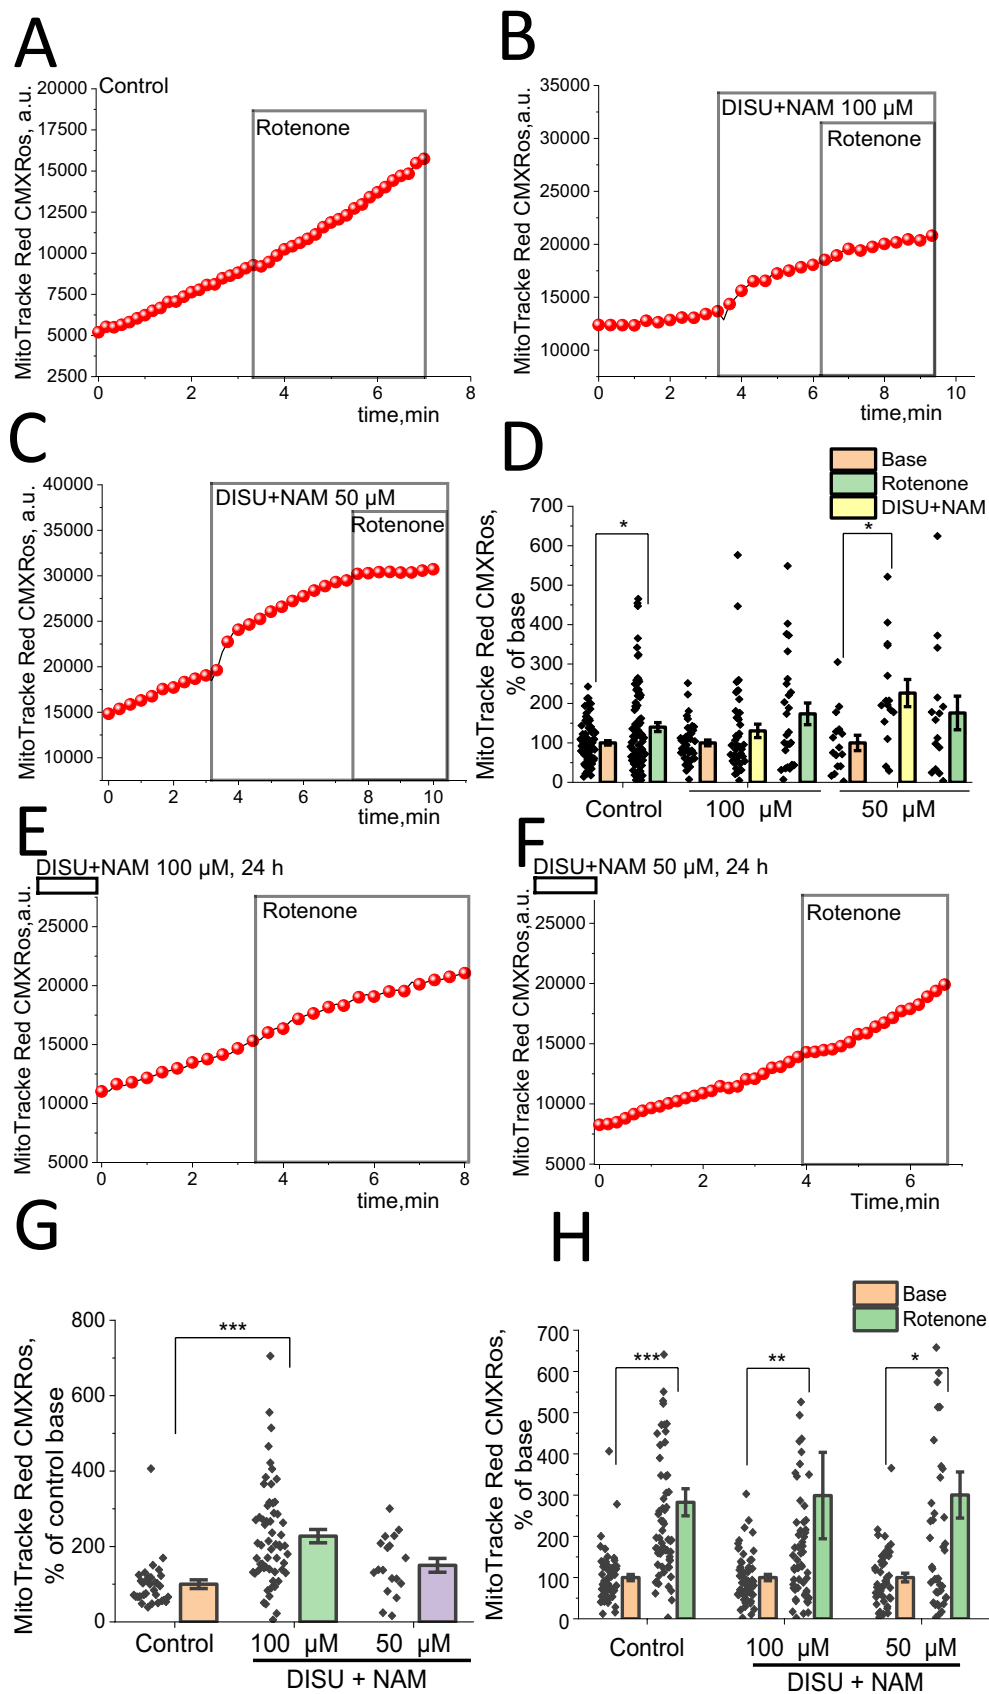 A
Control
MitoTracke Red CMXRos, a.u.
20000
17500
15000
12500
10000
7500
5000
2500
Rotenone
0 2 4 6 8
time,min
B
MitoTracke Red CMXRos,a.u.
35000
30000
25000
20000
15000
10000
DISU+NAM 100 µM
Rotenone
0 2 4 6 8 10
time,min
C
MitoTracke Red CMXRos, a.u.
40000
35000
30000
25000
20000
15000
10000
DISU+NAM 50 µM
Rotenone
0 2 4 6 8 10
time,min
D
Base
Rotenone
DISU+NAM
MitoTracke Red CMXRos,
% of base
700
600
500
400
300
200
100
0
*
*
Control 100 µM 50 µM
E
DISU+NAM 100 µM, 24 h
MitoTracke Red CMXRos,a.u.
25000
20000
15000
10000
5000
Rotenone
0 2 4 6 8
time,min
F
DISU+NAM 50 µM, 24 h
MitoTracke Red CMXRos,a.u.
25000
20000
15000
10000
5000
Rotenone
0 2 4 6
Time,min
G
MitoTracke Red CMXRos,
% of control base
800
600
400
200
0
***
Control 100 µM 50 µM
DISU + NAM
H
Base
Rotenone
MitoTracke Red CMXRos,
% of base
700
600
500
400
300
200
100
0
*** ** *
Control 100 µM 50 µM
DISU + NAM